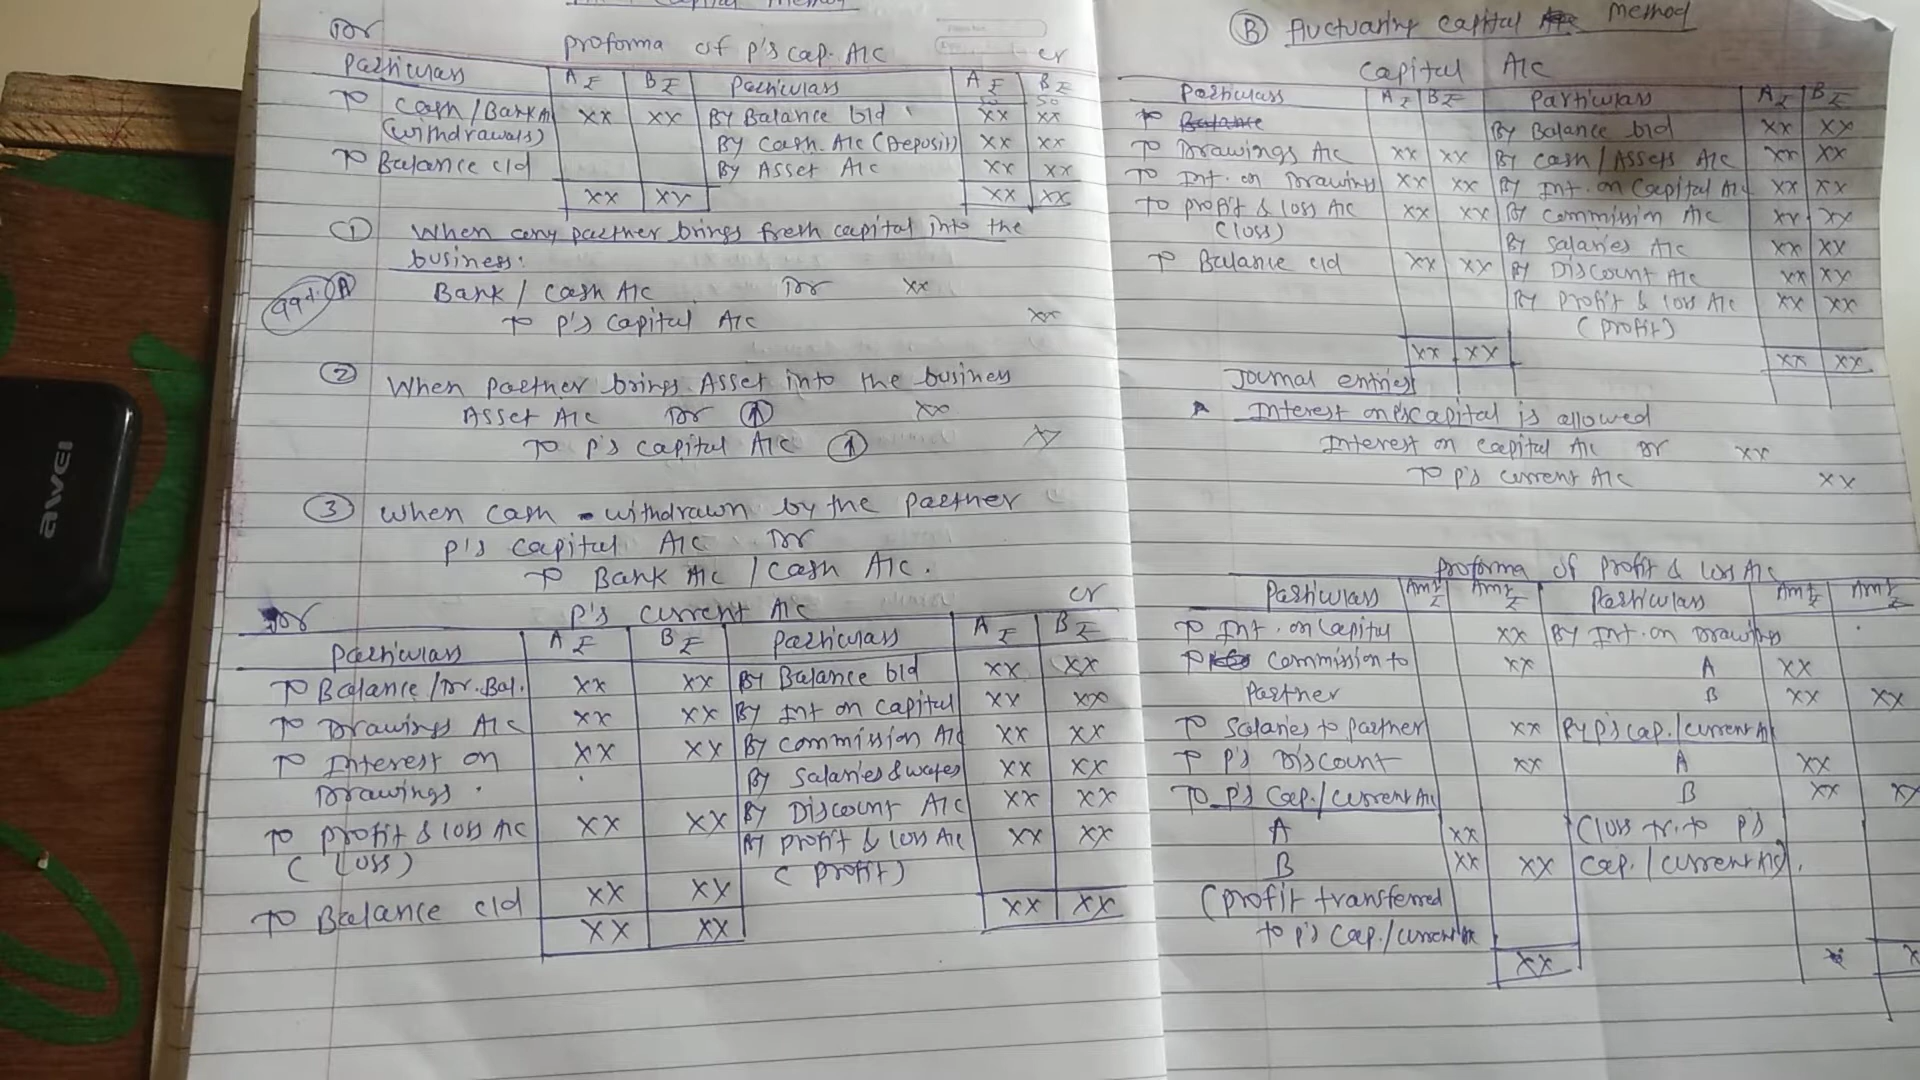 Capital Method
Dr
proforma of P's cap. A/c
cr
Particulars A ₹ B ₹ Particulars A ₹ B ₹
To Cash / Bank A/c xx xx By Balance b/d xx xx
(withdrawals) By Cash. A/c (Deposit) xx xx
To Balance c/d By Asset A/c xx xx
xx xx xx xx
① When any partner brings fresh capital into the
business:
Bank / Cash A/c Dr xx
To P's Capital A/c xx
② When partner brings Asset into the business
Asset A/c Dr ↑ xx
To P's Capital A/c ↑
③ When cash withdrawn by the partner
P's Capital A/c Dr
To Bank A/c / Cash A/c.
Dr P's current A/c cr
Particulars A ₹ B ₹ Particulars A ₹ B ₹
To Balance / Dr. Bal. xx xx By Balance b/d xx xx
To Drawings A/c xx xx By Int on capital xx xx
To Interest on xx xx By Commission A/c xx xx
Drawings. By Salaries & wages xx xx
By Discount A/c xx xx
To profit & loss A/c xx xx By profit & loss A/c xx xx
(Loss) (profit)
To Balance c/d xx xx
xx xx xx xx
Ⓑ fluctuating capital Method
Capital A/c
Particulars A ₹ B ₹ Particulars A ₹ B ₹
To Balance By Balance b/d xx xx
To Drawings A/c xx xx By Cash / Assets A/c xx xx
To Int. on Drawings xx xx By Int. on Capital A/c xx xx
To profit & loss A/c xx xx By Commission A/c xx xx
(loss) By Salaries A/c xx xx
To Balance c/d xx xx By Discount A/c xx xx
By Profit & loss A/c xx xx
(profit)
xx xx xx xx
Journal entries
Interest on P's capital is allowed
Interest on capital A/c Dr xx
To P's current A/c xx
proforma of Profit & Loss A/c
Particulars Amt ₹ Amt ₹ Particulars Amt ₹ Amt ₹
To Int. on Capital xx By Int. on Drawings
To Commission to xx A xx
Partner B xx xx
To Salaries to partner xx By P's cap. / current A/c
To P's Discount xx A xx
To P's Cap. / current A/c B xx xx
A xx (loss tr. to P's
B xx xx cap. / current A/c).
(profit transferred
to P's Cap. / current A/c
xx
AWEI